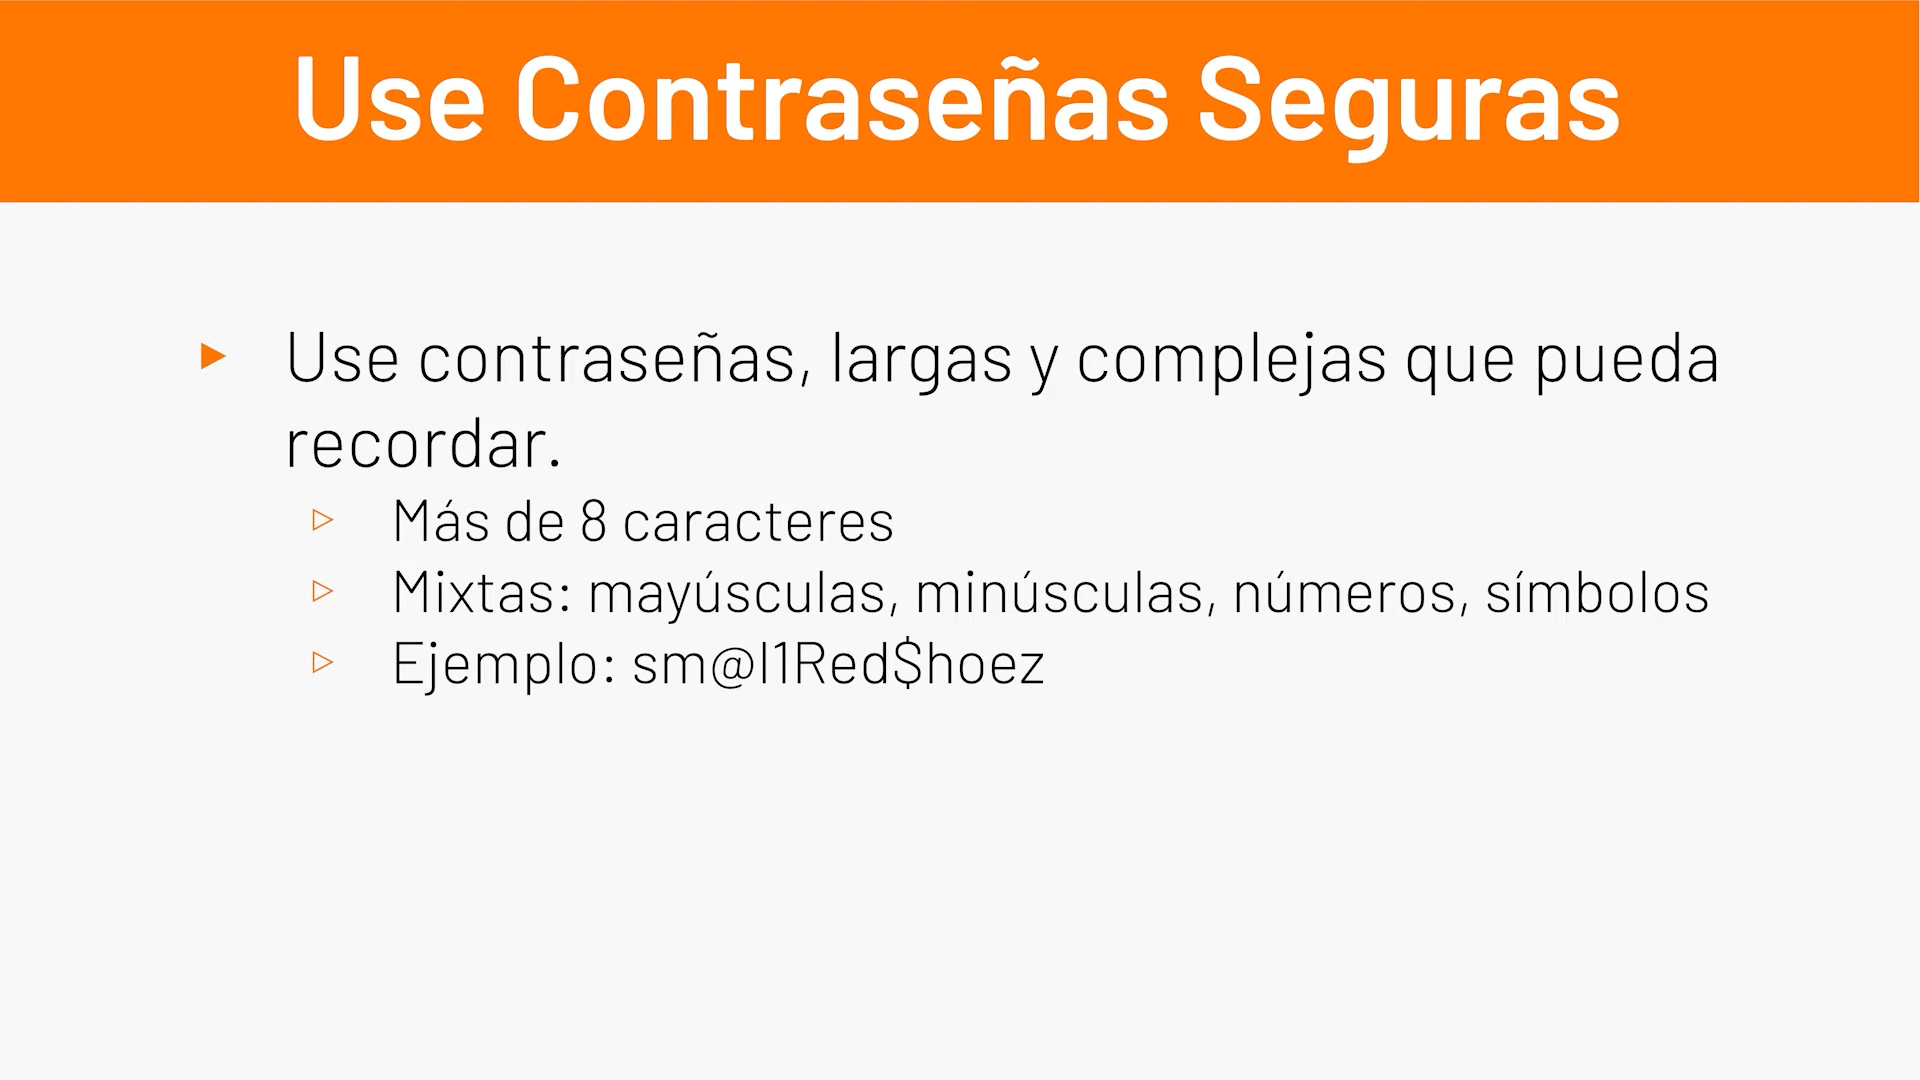 Use Contraseñas Seguras
Use contraseñas, largas y complejas que pueda
recordar.
Más de 8 caracteres
Mixtas: mayúsculas, minúsculas, números, símbolos
Ejemplo: sm@l1Red$hoez